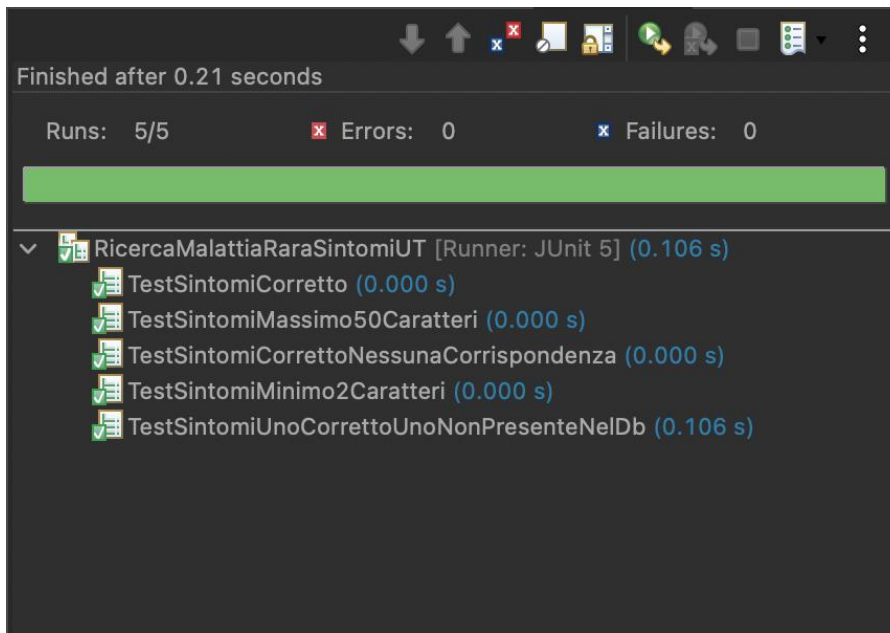 Finished after 0.21 seconds
Runs: 5/5 Errors: 0 Failures: 0
RicercaMalattiaRaraSintomiUT [Runner: JUnit 5] (0.106 s)
TestSintomiCorretto (0.000 s)
TestSintomiMassimo50Caratteri (0.000 s)
TestSintomiCorrettoNessunaCorrispondenza (0.000 s)
TestSintomiMinimo2Caratteri (0.000 s)
TestSintomiUnoCorrettoUnoNonPresenteNelDb (0.106 s)